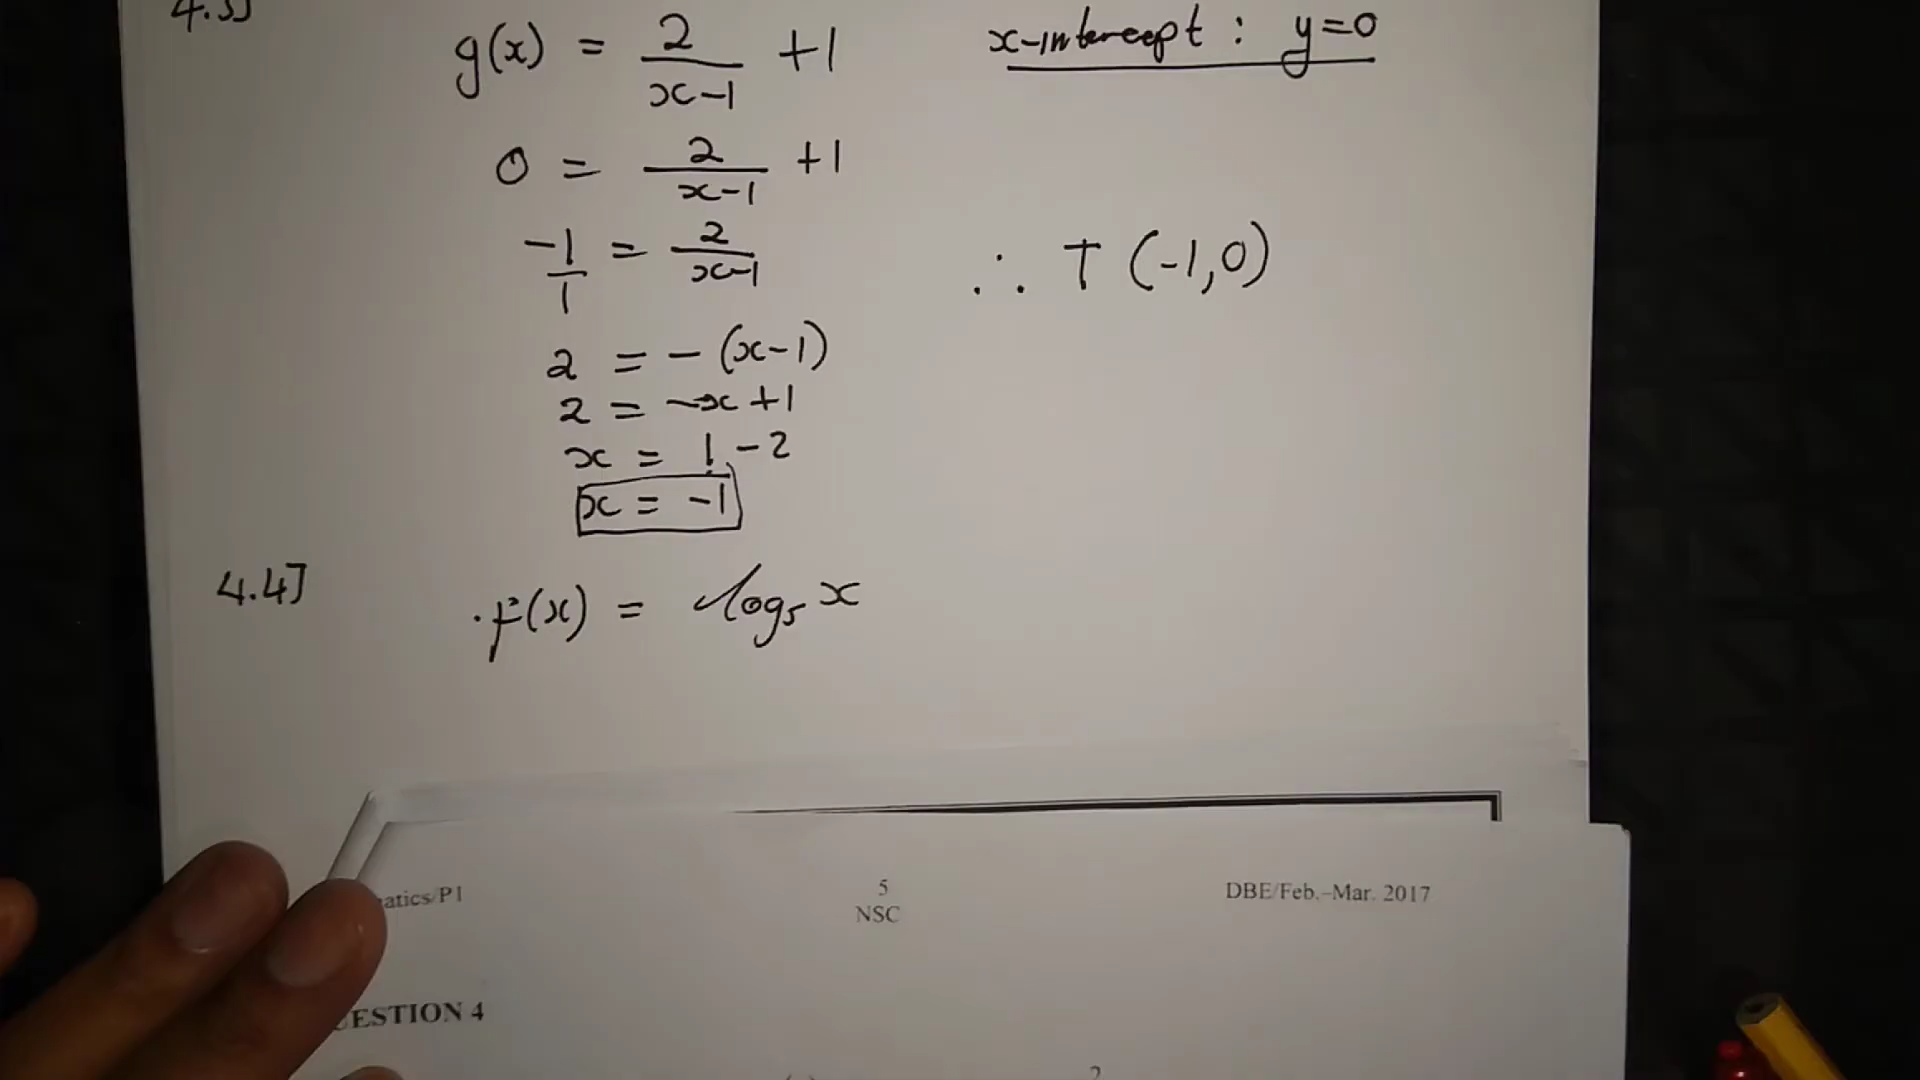 4.3]
g(x) = 2/(x-1) +1
x-intercept: y=0
0 = 2/(x-1) +1
-1/1 = 2/(x-1)
∴ T (-1,0)
2 = -(x-1)
2 = -x+1
x = 1-2
x = -1
4.4] f(x) = log₅ x
atics/P1
5
NSC
DBE/Feb.–Mar. 2017
ESTION 4
2